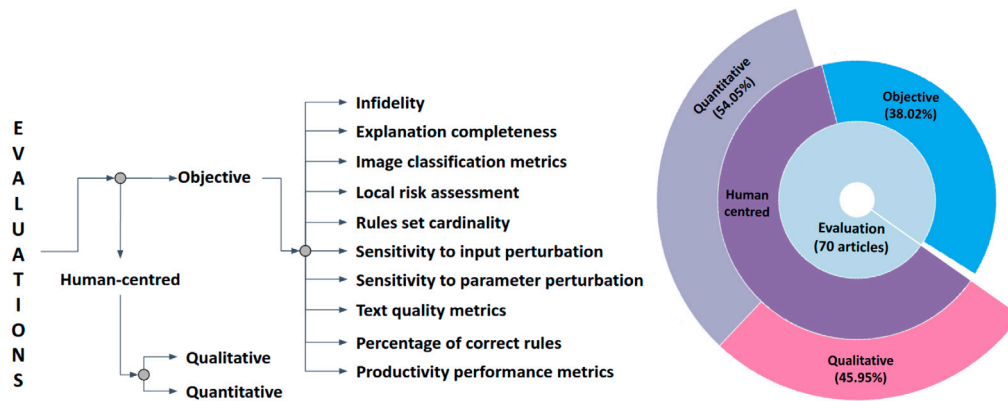 EVALUATIONS
Objective
Human-centred
Qualitative
Quantitative
Infidelity
Explanation completeness
Image classification metrics
Local risk assessment
Rules set cardinality
Sensitivity to input perturbation
Sensitivity to parameter perturbation
Text quality metrics
Percentage of correct rules
Productivity performance metrics
Quantitative
(54.05%)
Objective
(38.02%)
Human
centred
Evaluation
(70 articles)
Qualitative
(45.95%)